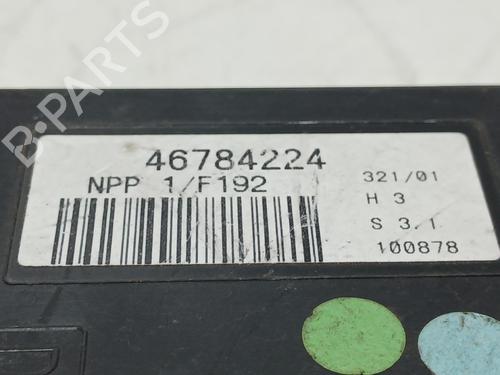 B-PARTS
46784224
NPP 1/F192
321/01
H 3
S 3.1
100878